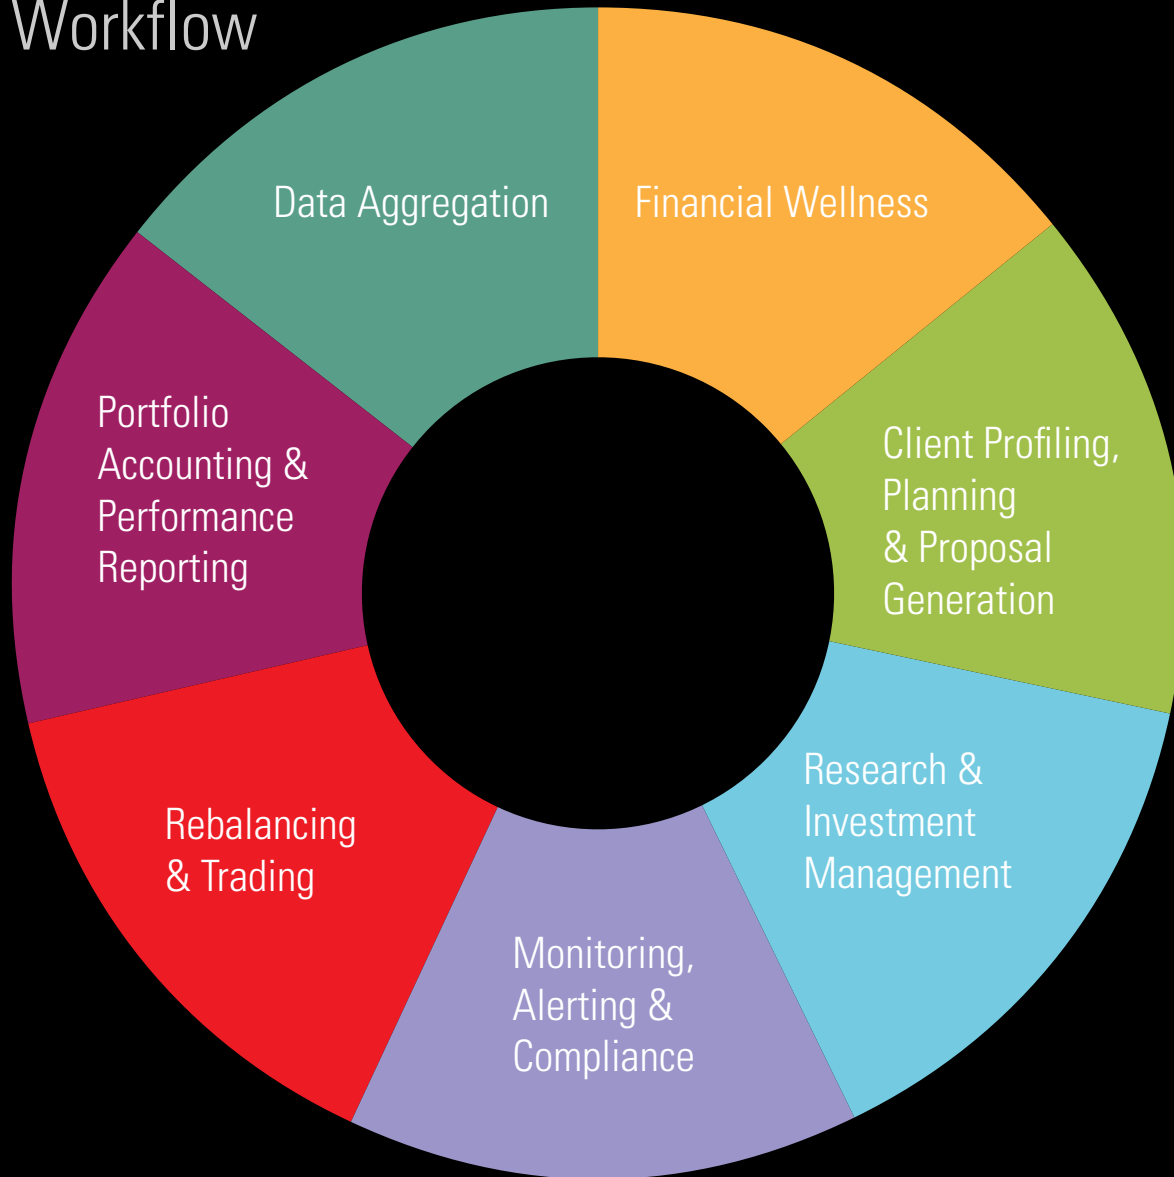 Workflow
Data Aggregation
Financial Wellness
Client Profiling,
Planning
& Proposal
Generation
Research &
Investment
Management
Monitoring,
Alerting &
Compliance
Rebalancing
& Trading
Portfolio
Accounting &
Performance
Reporting